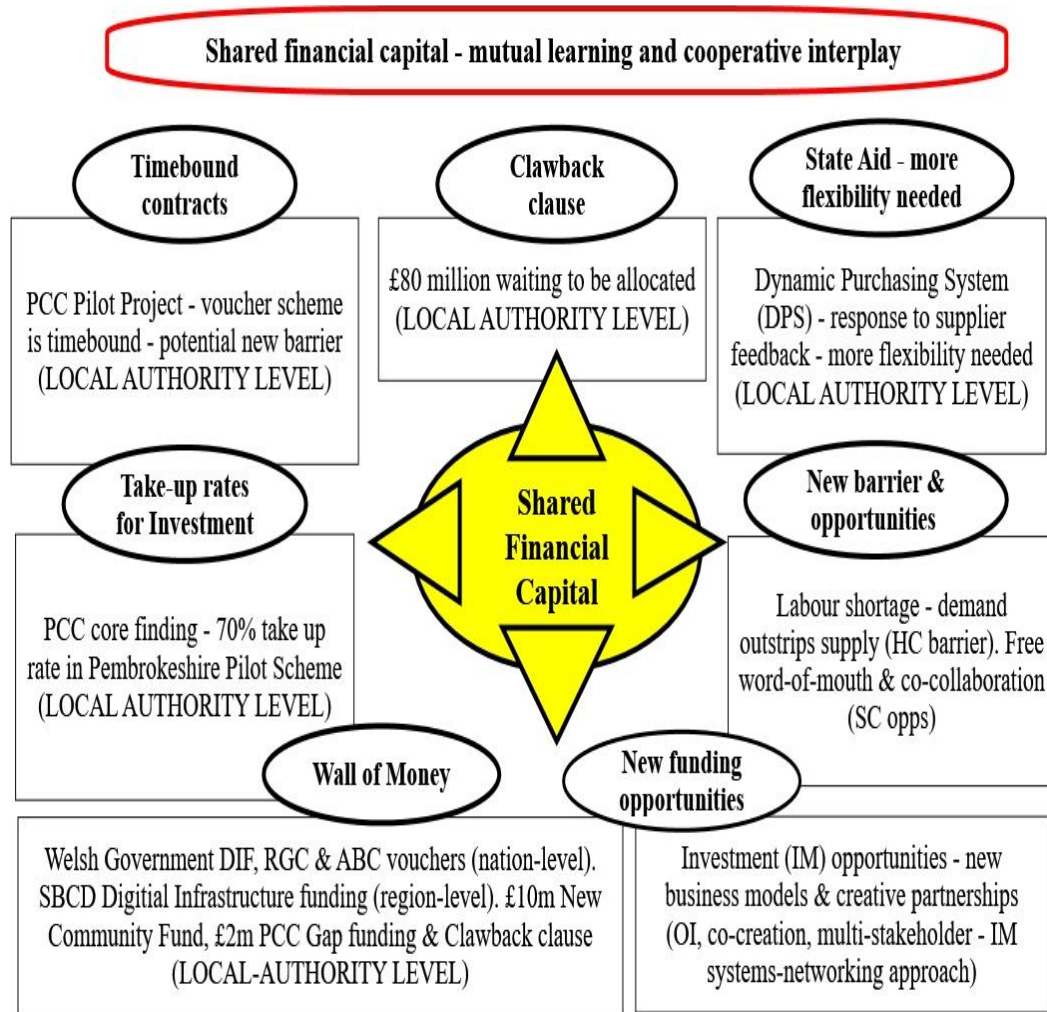 Shared financial capital - mutual learning and cooperative interplay
Timebound
contracts
PCC Pilot Project - voucher scheme
is timebound - potential new barrier
(LOCAL AUTHORITY LEVEL)
Clawback
clause
£80 million waiting to be allocated
(LOCAL AUTHORITY LEVEL)
State Aid - more
flexibility needed
Dynamic Purchasing System
(DPS) - response to supplier
feedback - more flexibility needed
(LOCAL AUTHORITY LEVEL)
Take-up rates
for Investment
PCC core finding - 70% take up
rate in Pembrokeshire Pilot Scheme
(LOCAL AUTHORITY LEVEL)
Shared
Financial
Capital
New barrier &
opportunities
Labour shortage - demand
outstrips supply (HC barrier). Free
word-of-mouth & co-collaboration
(SC opps)
Wall of Money
Welsh Government DIF, RGC & ABC vouchers (nation-level).
SBCD Digitial Infrastructure funding (region-level). £10m New
Community Fund, £2m PCC Gap funding & Clawback clause
(LOCAL-AUTHORITY LEVEL)
New funding
opportunities
Investment (IM) opportunities - new
business models & creative partnerships
(OI, co-creation, multi-stakeholder - IM
systems-networking approach)